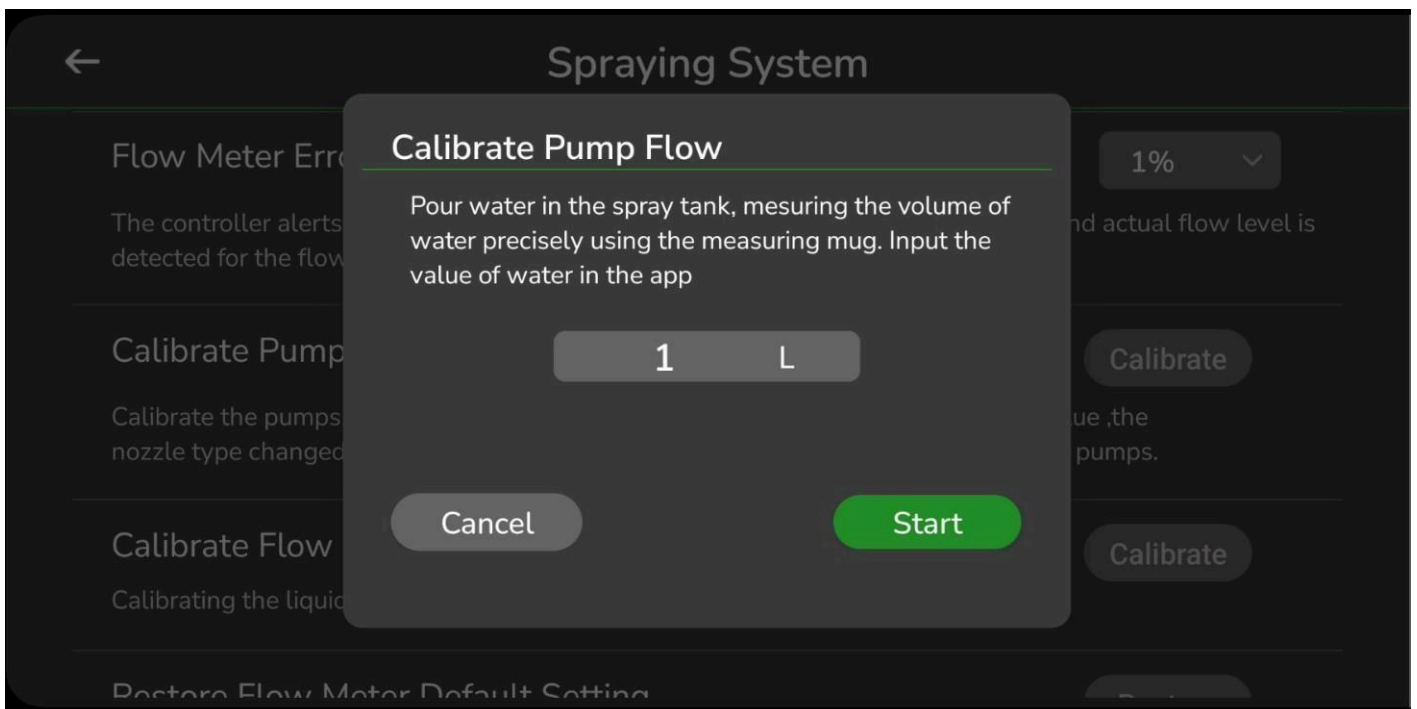 Spraying System
Flow Meter Erro
1%
The controller alerts
nd actual flow level is
detected for the flow
Calibrate Pump Flow
Pour water in the spray tank, mesuring the volume of
water precisely using the measuring mug. Input the
value of water in the app
1 L
Cancel Start
Calibrate Pump
Calibrate
Calibrate the pumps
ue ,the
nozzle type changed
pumps.
Calibrate Flow
Calibrate
Calibrating the liquid
Restore Flow Meter Default Setting